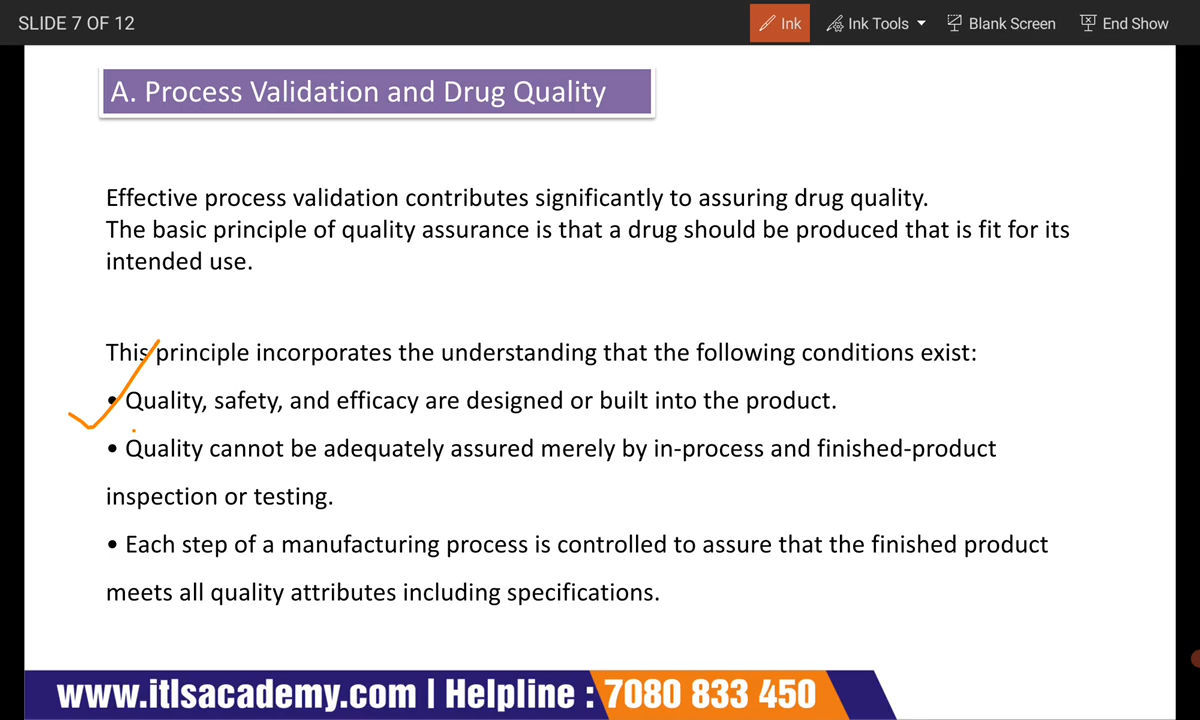 SLIDE 7 OF 12
Ink
Ink Tools
Blank Screen
End Show
A. Process Validation and Drug Quality
Effective process validation contributes significantly to assuring drug quality.
The basic principle of quality assurance is that a drug should be produced that is fit for its
intended use.
This principle incorporates the understanding that the following conditions exist:
• Quality, safety, and efficacy are designed or built into the product.
• Quality cannot be adequately assured merely by in-process and finished-product
inspection or testing.
• Each step of a manufacturing process is controlled to assure that the finished product
meets all quality attributes including specifications.
www.itlsacademy.com | Helpline : 7080 833 450